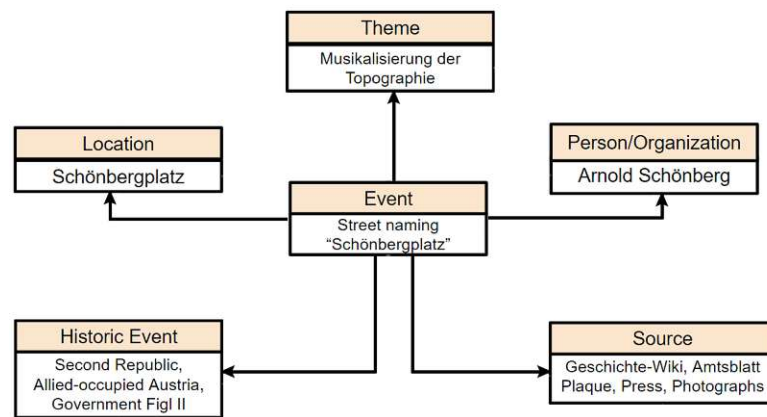 Theme
Musikalisierung der
Topographie
Location
Schönbergplatz
Person/Organization
Arnold Schönberg
Event
Street naming
“Schönbergplatz”
Historic Event
Second Republic,
Allied-occupied Austria,
Government Figl II
Source
Geschichte-Wiki, Amtsblatt
Plaque, Press, Photographs